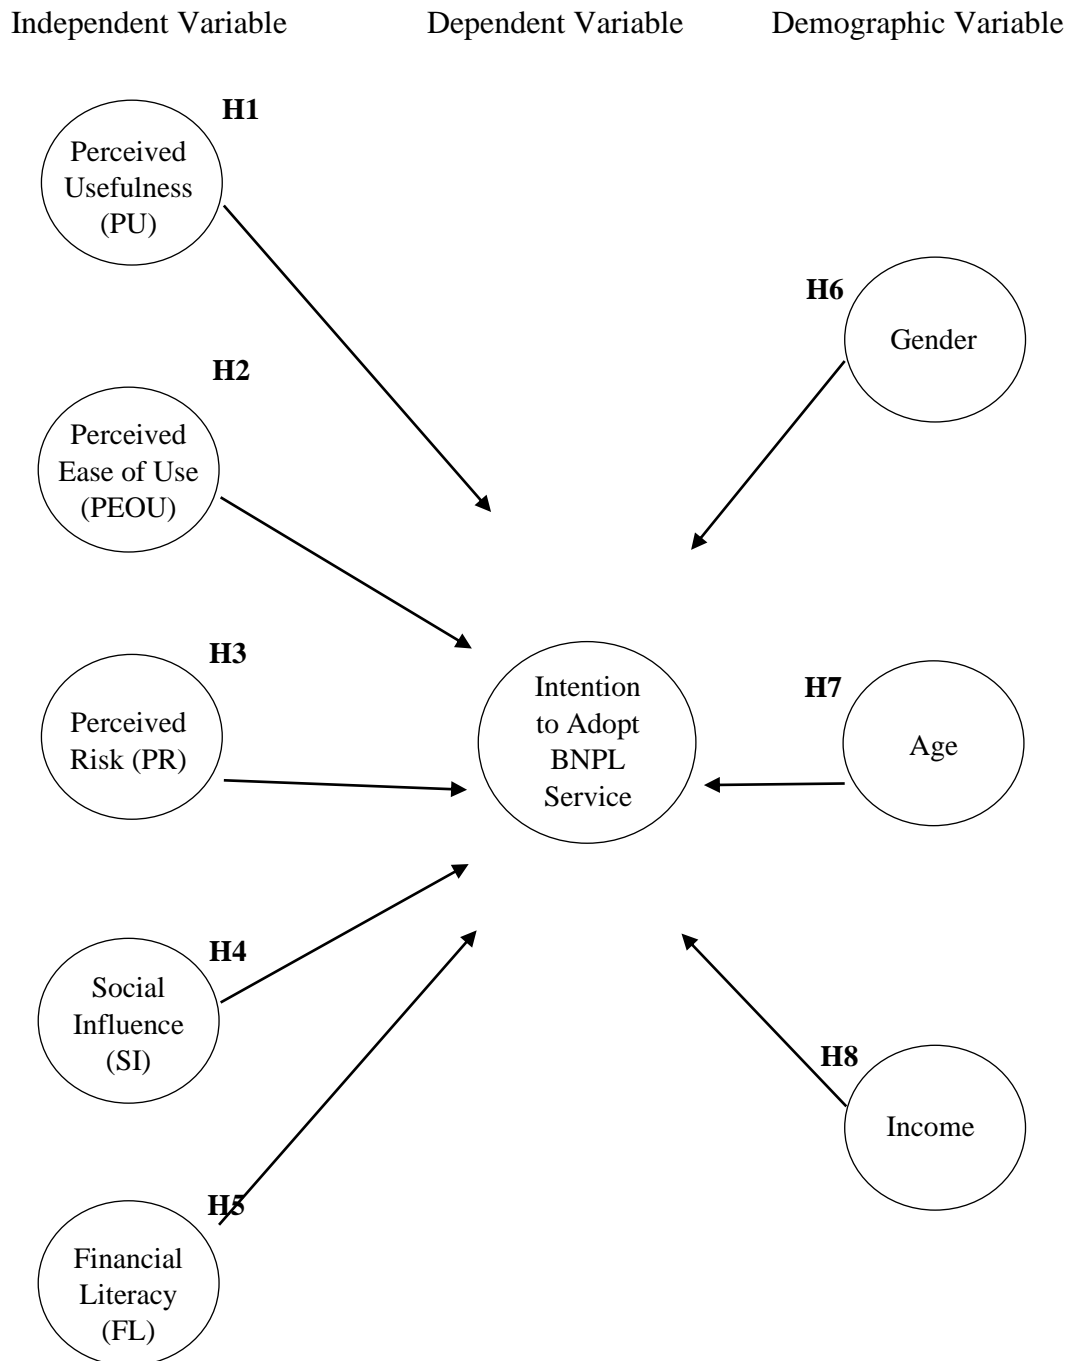 Independent Variable
Dependent Variable
Demographic Variable
H1
Perceived
Usefulness
(PU)
H2
Perceived
Ease of Use
(PEOU)
H3
Perceived
Risk (PR)
H4
Social
Influence
(SI)
H5
Financial
Literacy
(FL)
Intention
to Adopt
BNPL
Service
H6
Gender
H7
Age
H8
Income